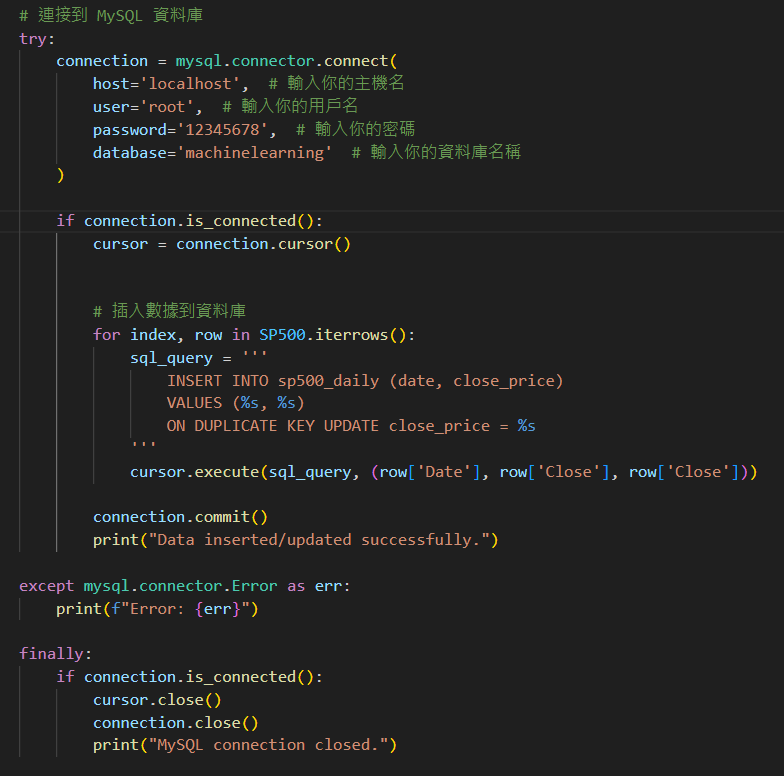 # 連接到 MySQL 資料庫
try:
    connection = mysql.connector.connect(
        host='localhost',  # 輸入你的主機名
        user='root',  # 輸入你的用戶名
        password='12345678',  # 輸入你的密碼
        database='machinelearning'  # 輸入你的資料庫名稱
    )
    if connection.is_connected():
        cursor = connection.cursor()
        # 插入數據到資料庫
        for index, row in SP500.iterrows():
            sql_query = '''
                INSERT INTO sp500_daily (date, close_price)
                VALUES (%s, %s)
                ON DUPLICATE KEY UPDATE close_price = %s
            '''
            cursor.execute(sql_query, (row['Date'], row['Close'], row['Close']))
        connection.commit()
        print("Data inserted/updated successfully.")
except mysql.connector.Error as err:
    print(f"Error: {err}")
finally:
    if connection.is_connected():
        cursor.close()
        connection.close()
        print("MySQL connection closed.")